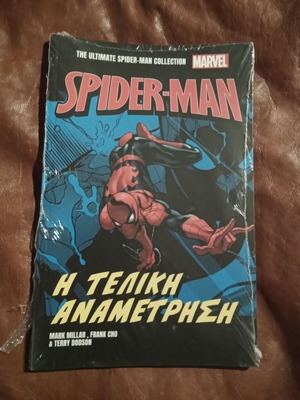 THE ULTIMATE SPIDER-MAN COLLECTION
MARVEL
SPIDER-MAN
Η ΤΕΛΙΚΗ
ΑΝΑΜΕΤΡΗΣΗ
MARK MILLAR , FRANK CHO
& TERRY DODSON